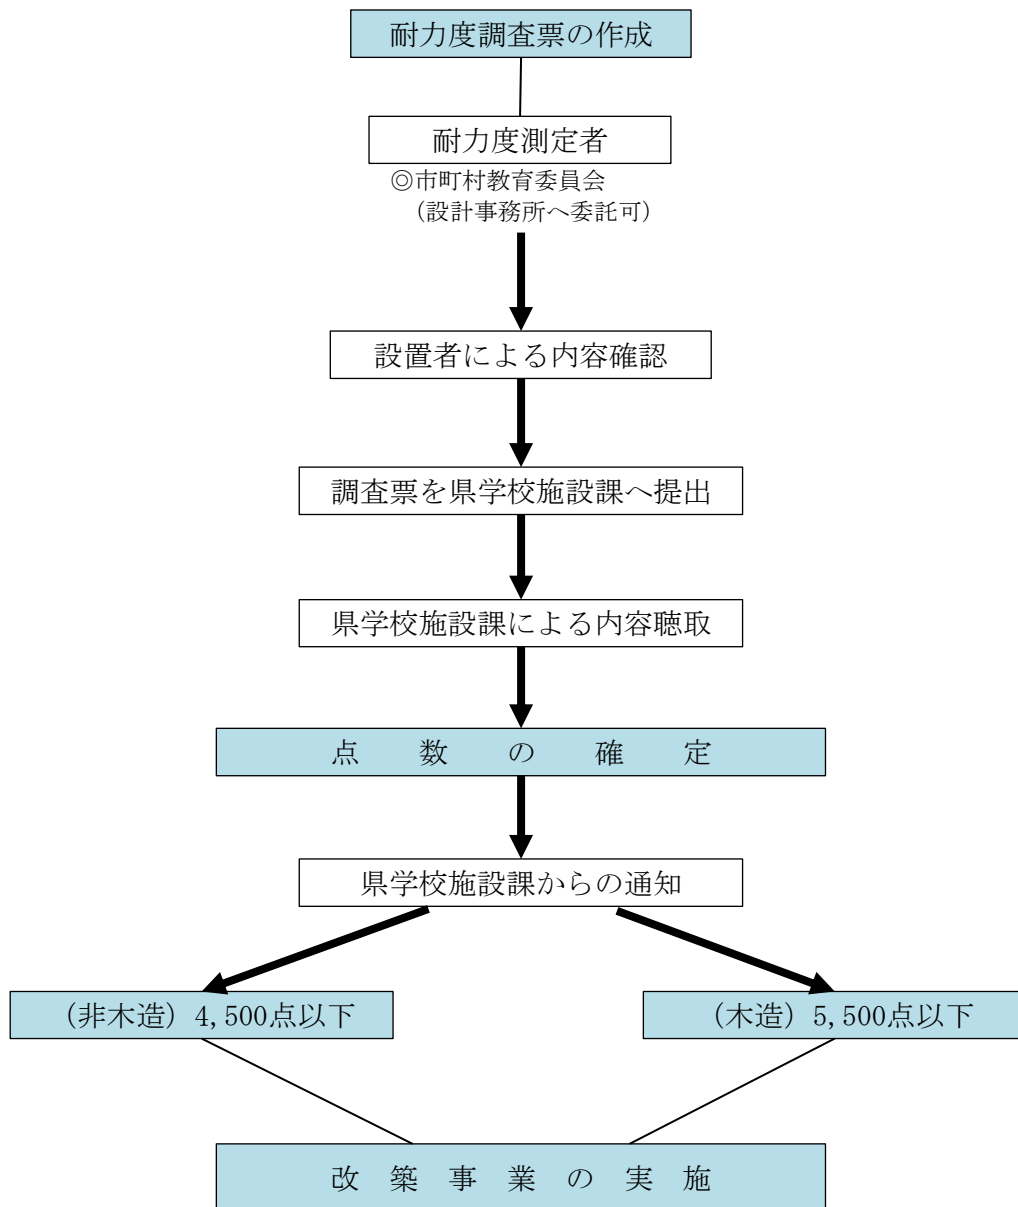 耐力度調査票の作成
耐力度測定者
◎市町村教育委員会
（設計事務所へ委託可）
設置者による内容確認
調査票を県学校施設課へ提出
県学校施設課による内容聴取
点数の確定
県学校施設課からの通知
（非木造）4,500点以下
（木造）5,500点以下
改築事業の実施